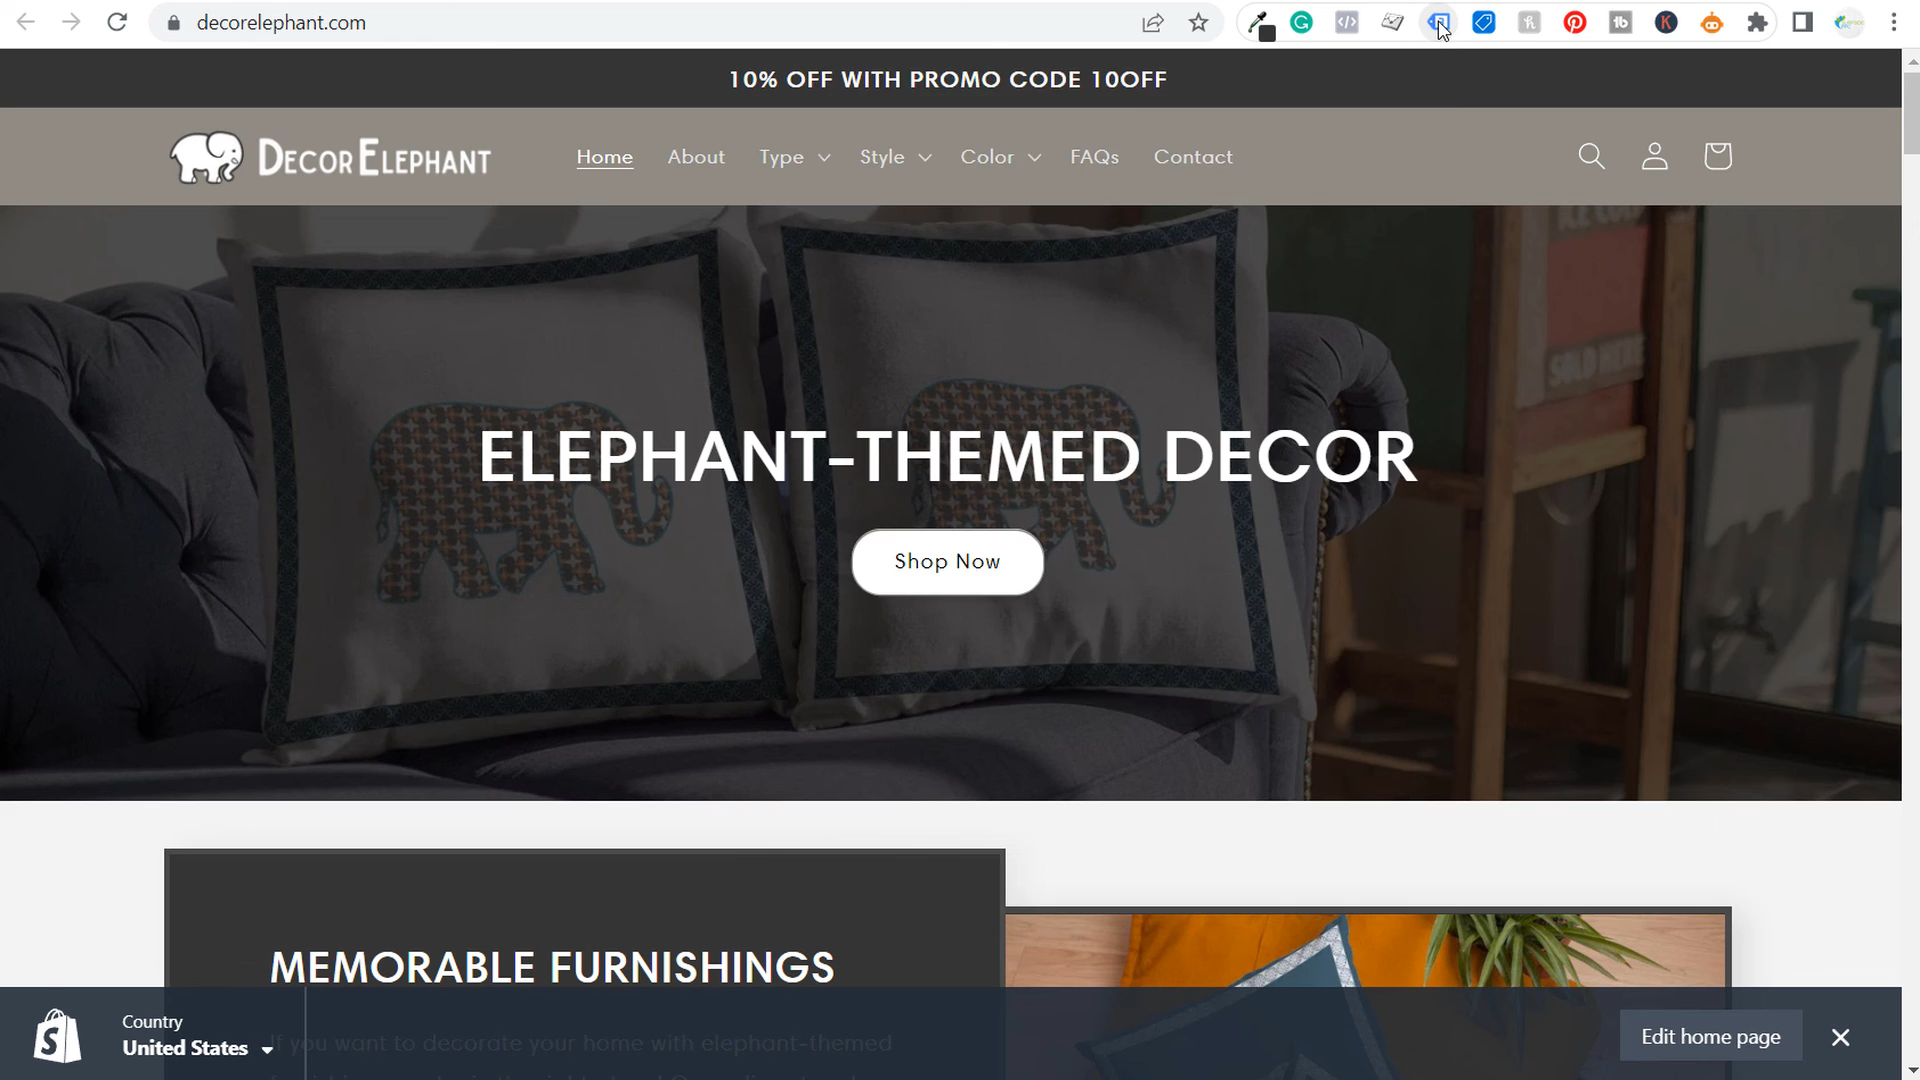 decorelephant.com
10% OFF WITH PROMO CODE 10OFF
DECOR ELEPHANT
Home About Type Style Color FAQs Contact
SOLD HERE
ELEPHANT-THEMED DECOR
Shop Now
MEMORABLE FURNISHINGS
If you want to decorate your home with elephant-themed
Country
United States
Edit home page